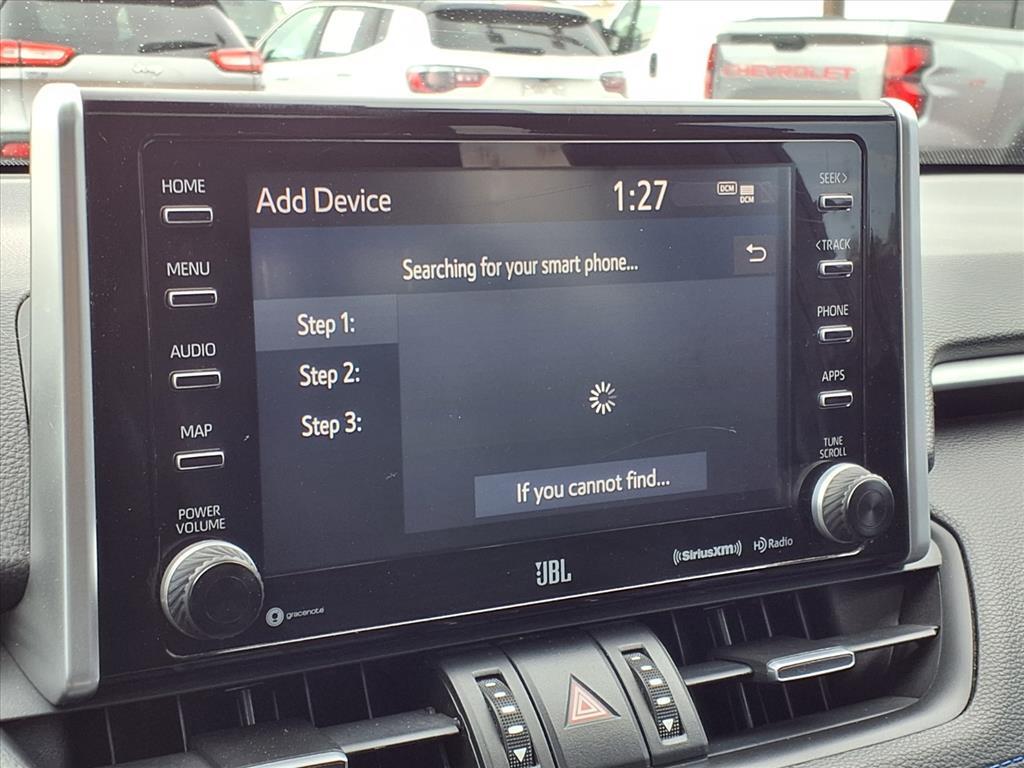 Jeep
CHEVROLET
HOME
MENU
AUDIO
MAP
POWER
VOLUME
Add Device
1:27
DCM
DCM
Searching for your smart phone...
Step 1:
Step 2:
Step 3:
If you cannot find...
SEEK>
<TRACK
PHONE
APPS
TUNE
SCROLL
gracenote
JBL
((SiriusXM))
HD Radio